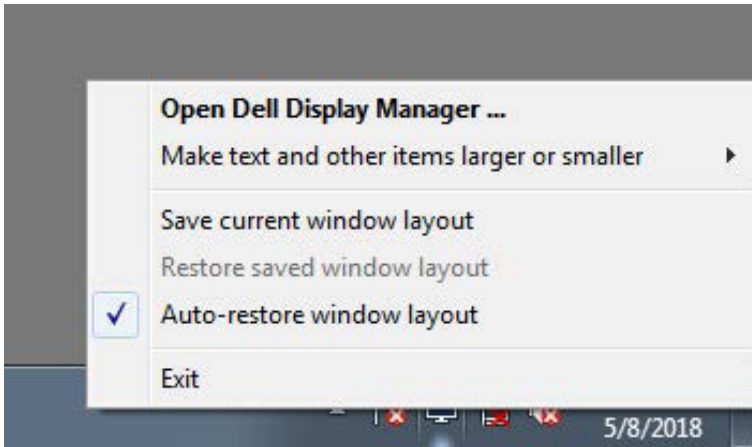 Open Dell Display Manager ...
Make text and other items larger or smaller
Save current window layout
Restore saved window layout
Auto-restore window layout
Exit
5/8/2018